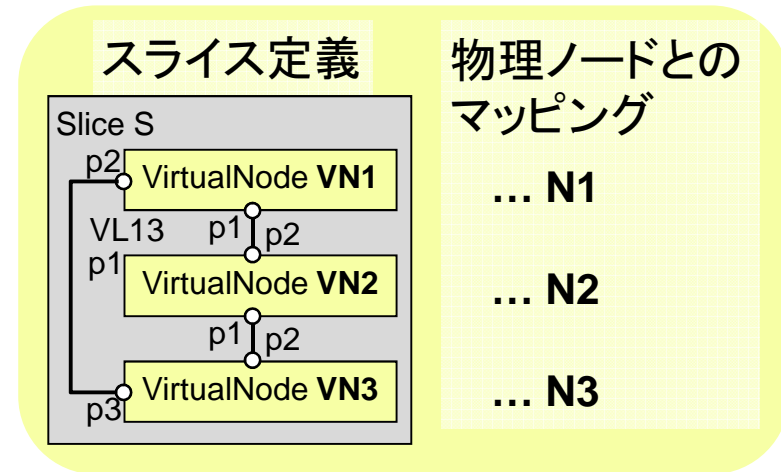 スライス定義
物理ノードとの
マッピング
Slice S
p2
VirtualNode VN1
… N1
VL13
p1
p2
p1
VirtualNode VN2
… N2
p1
p2
VirtualNode VN3
… N3
p3